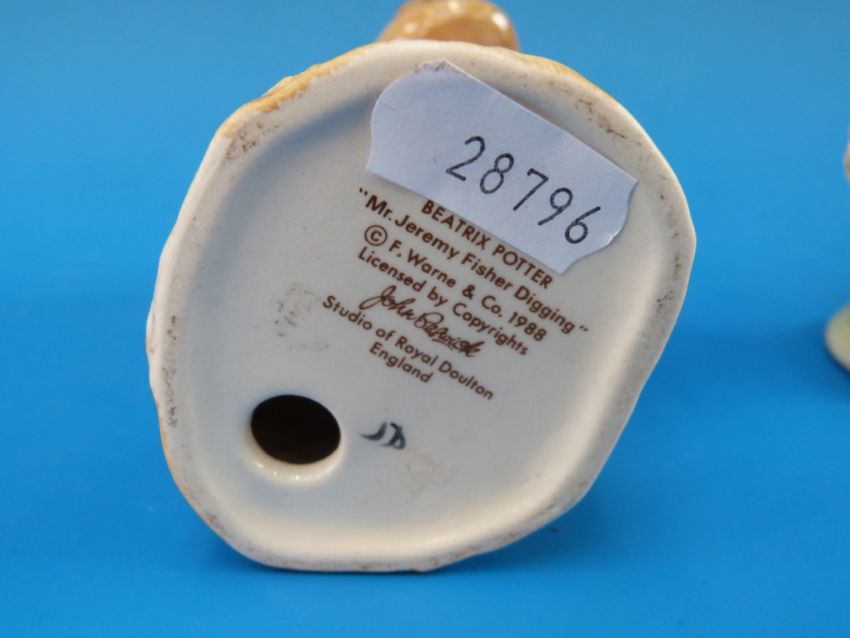 28796
BEATRIX POTTER
"Mr. Jeremy Fisher Digging"
© F. Warne & Co. 1988
Licensed by Copyrights
John Beswick
Studio of Royal Doulton
England